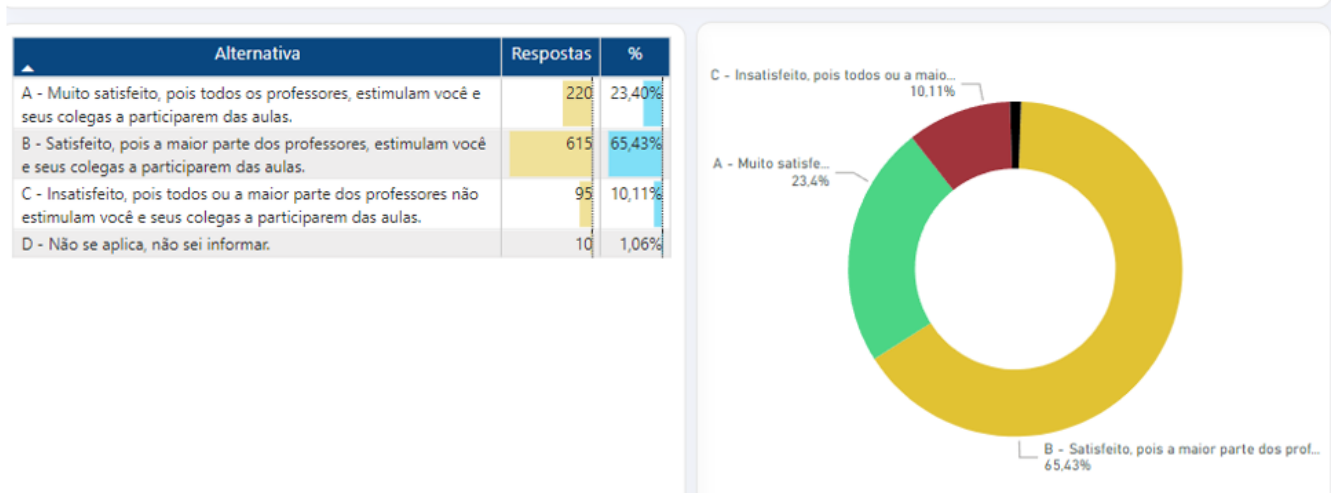 Alternativa Respostas %
A - Muito satisfeito, pois todos os professores, estimulam você e 220 23,40%
seus colegas a participarem das aulas.
B - Satisfeito, pois a maior parte dos professores, estimulam você 615 65,43%
e seus colegas a participarem das aulas.
C - Insatisfeito, pois todos ou a maior parte dos professores não 95 10,11%
estimulam você e seus colegas a participarem das aulas.
D - Não se aplica, não sei informar. 10 1,06%
C - Insatisfeito, pois todos ou a maio...
10,11%
A - Muito satisfe...
23,4%
B - Satisfeito, pois a maior parte dos prof...
65,43%